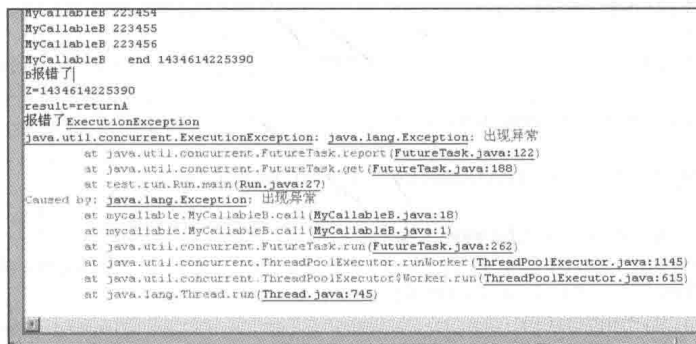 MyCallableB 223454
MyCallableB 223455
MyCallableB 223456
MyCallableB   end 1434614225390
B报错了
Z=1434614225390
result=returnA
报错了ExecutionException
java.util.concurrent.ExecutionException: java.lang.Exception: 出现异常
        at java.util.concurrent.FutureTask.report(FutureTask.java:122)
        at java.util.concurrent.FutureTask.get(FutureTask.java:188)
        at test.run.Run.main(Run.java:27)
Caused by: java.lang.Exception: 出现异常
        at mycallable.MyCallableB.call(MyCallableB.java:18)
        at mycallable.MyCallableB.call(MyCallableB.java:1)
        at java.util.concurrent.FutureTask.run(FutureTask.java:262)
        at java.util.concurrent.ThreadPoolExecutor.runWorker(ThreadPoolExecutor.java:1145)
        at java.util.concurrent.ThreadPoolExecutor$Worker.run(ThreadPoolExecutor.java:615)
        at java.lang.Thread.run(Thread.java:745)